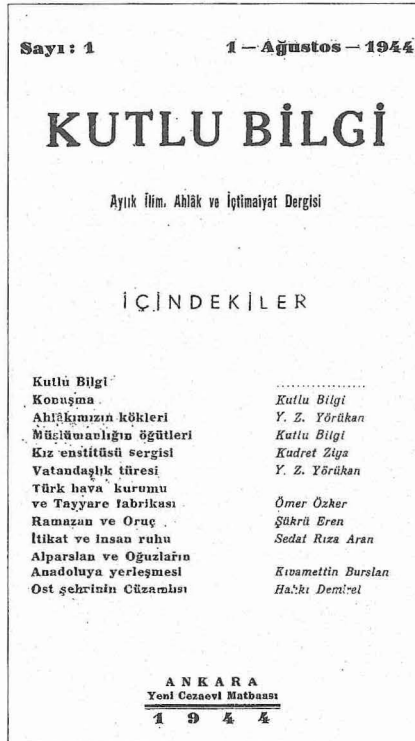 Sayı: 1 1 — Ağustos — 1944
KUTLU BİLGİ
Aylık İlim, Ahlâk ve İçtimaiyat Dergisi
İÇİNDEKİLER
Kutlu Bilgi ..................
Konuşma Kutlu Bilgi
Ahlâkımızın kökleri Y. Z. Yörükan
Müslümanlığın öğütleri Kutlu Bilgi
Kız enstitüsü sergisi Kudret Ziya
Vatandaşlık türesi Y. Z. Yörükan
Türk hava kurumu
ve Tayyare fabrikası Ömer Özker
Ramazan ve Oruç Şükrü Eren
İtikat ve insan ruhu Sedat Rıza Aran
Alparslan ve Oğuzların
Anadoluya yerleşmesi Kıvamettin Burslan
Ost şehrinin Cüzamlısı Hakkı Demirel
ANKARA
Yeni Cezaevi Matbaası
1944